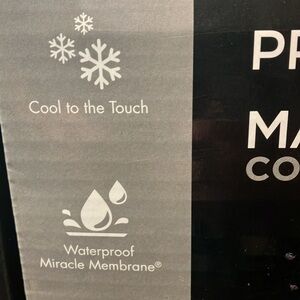 Cool to the Touch
Waterproof
Miracle Membrane®
PR
MA
CO